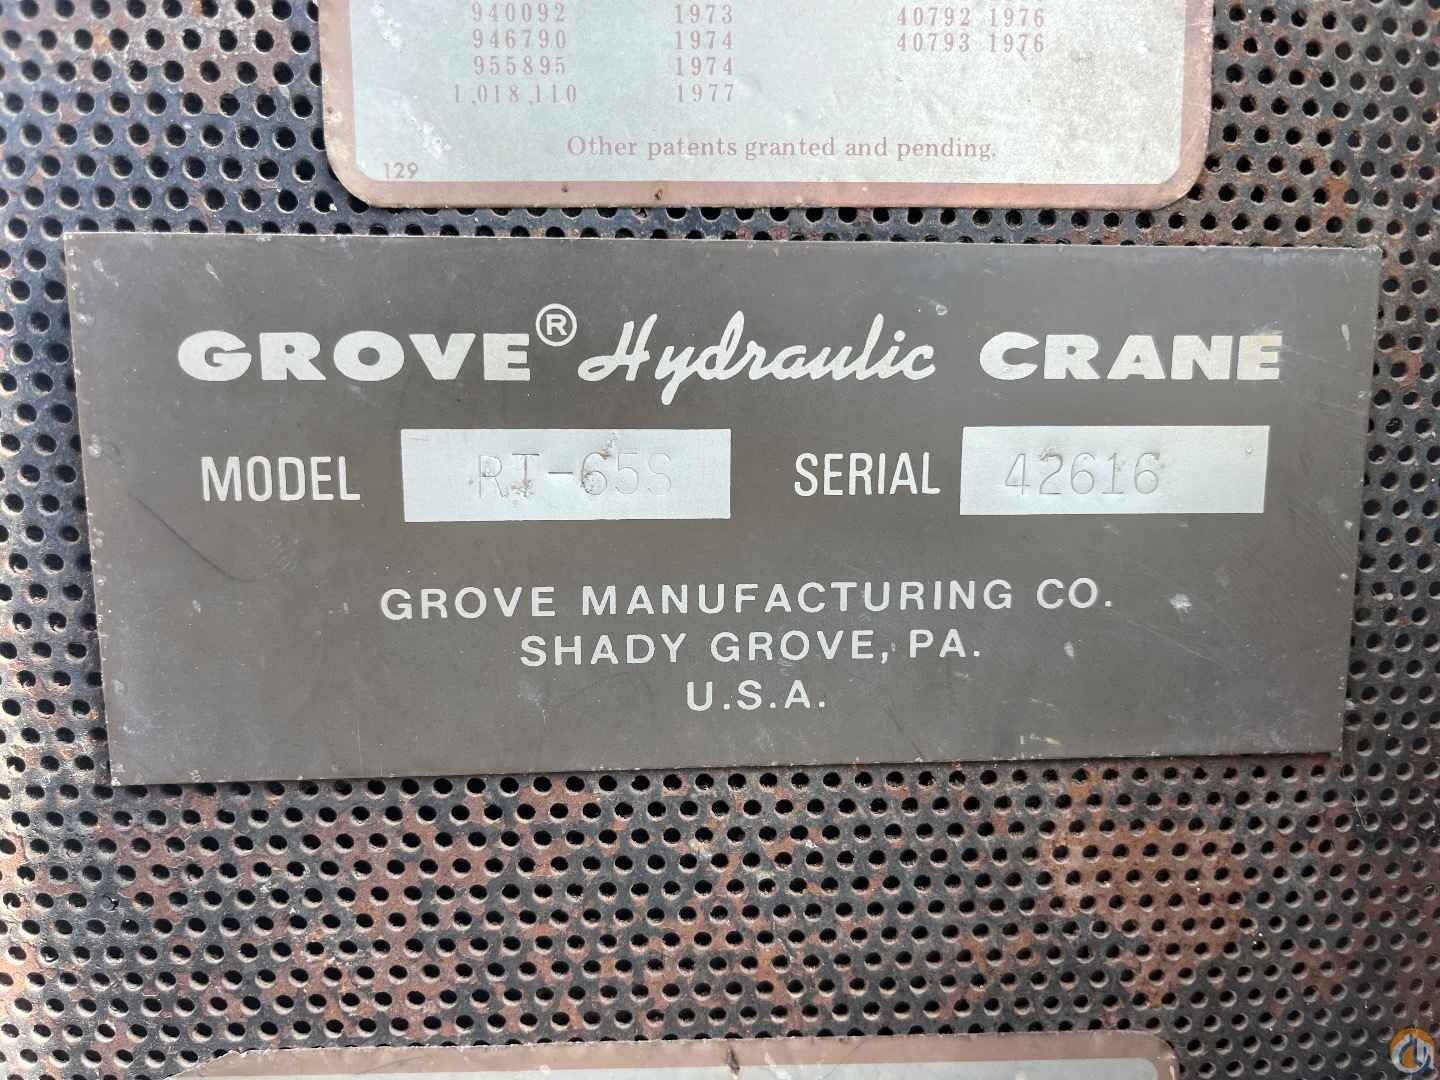 940092 1973 40792 1976
946790 1974 40793 1976
955895 1974
1,018,110 1977
Other patents granted and pending.
129
GROVE® Hydraulic CRANE
MODEL RT-65S SERIAL 42616
GROVE MANUFACTURING CO.
SHADY GROVE, PA.
U.S.A.